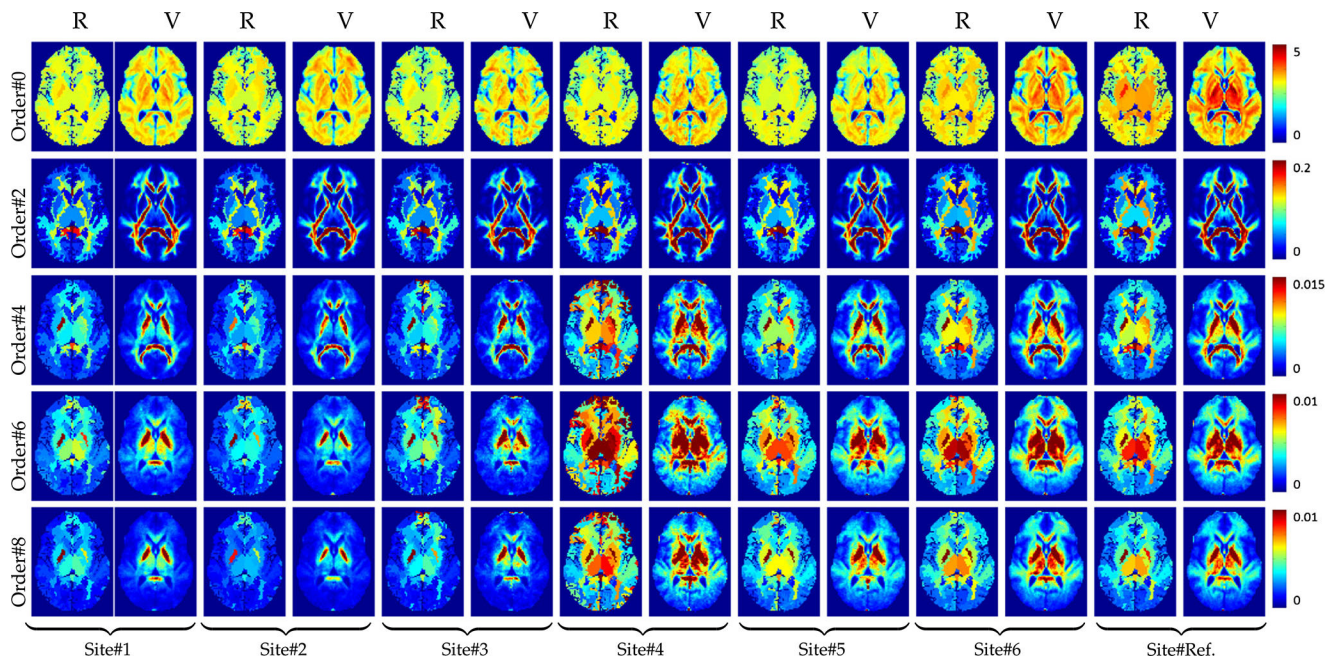 R V R V R V R V R V R V R V
Order#0
5
0
Order#2
0.2
0
Order#4
0.015
0
Order#6
0.01
0
Order#8
0.01
0
Site#1 Site#2 Site#3 Site#4 Site#5 Site#6 Site#Ref.